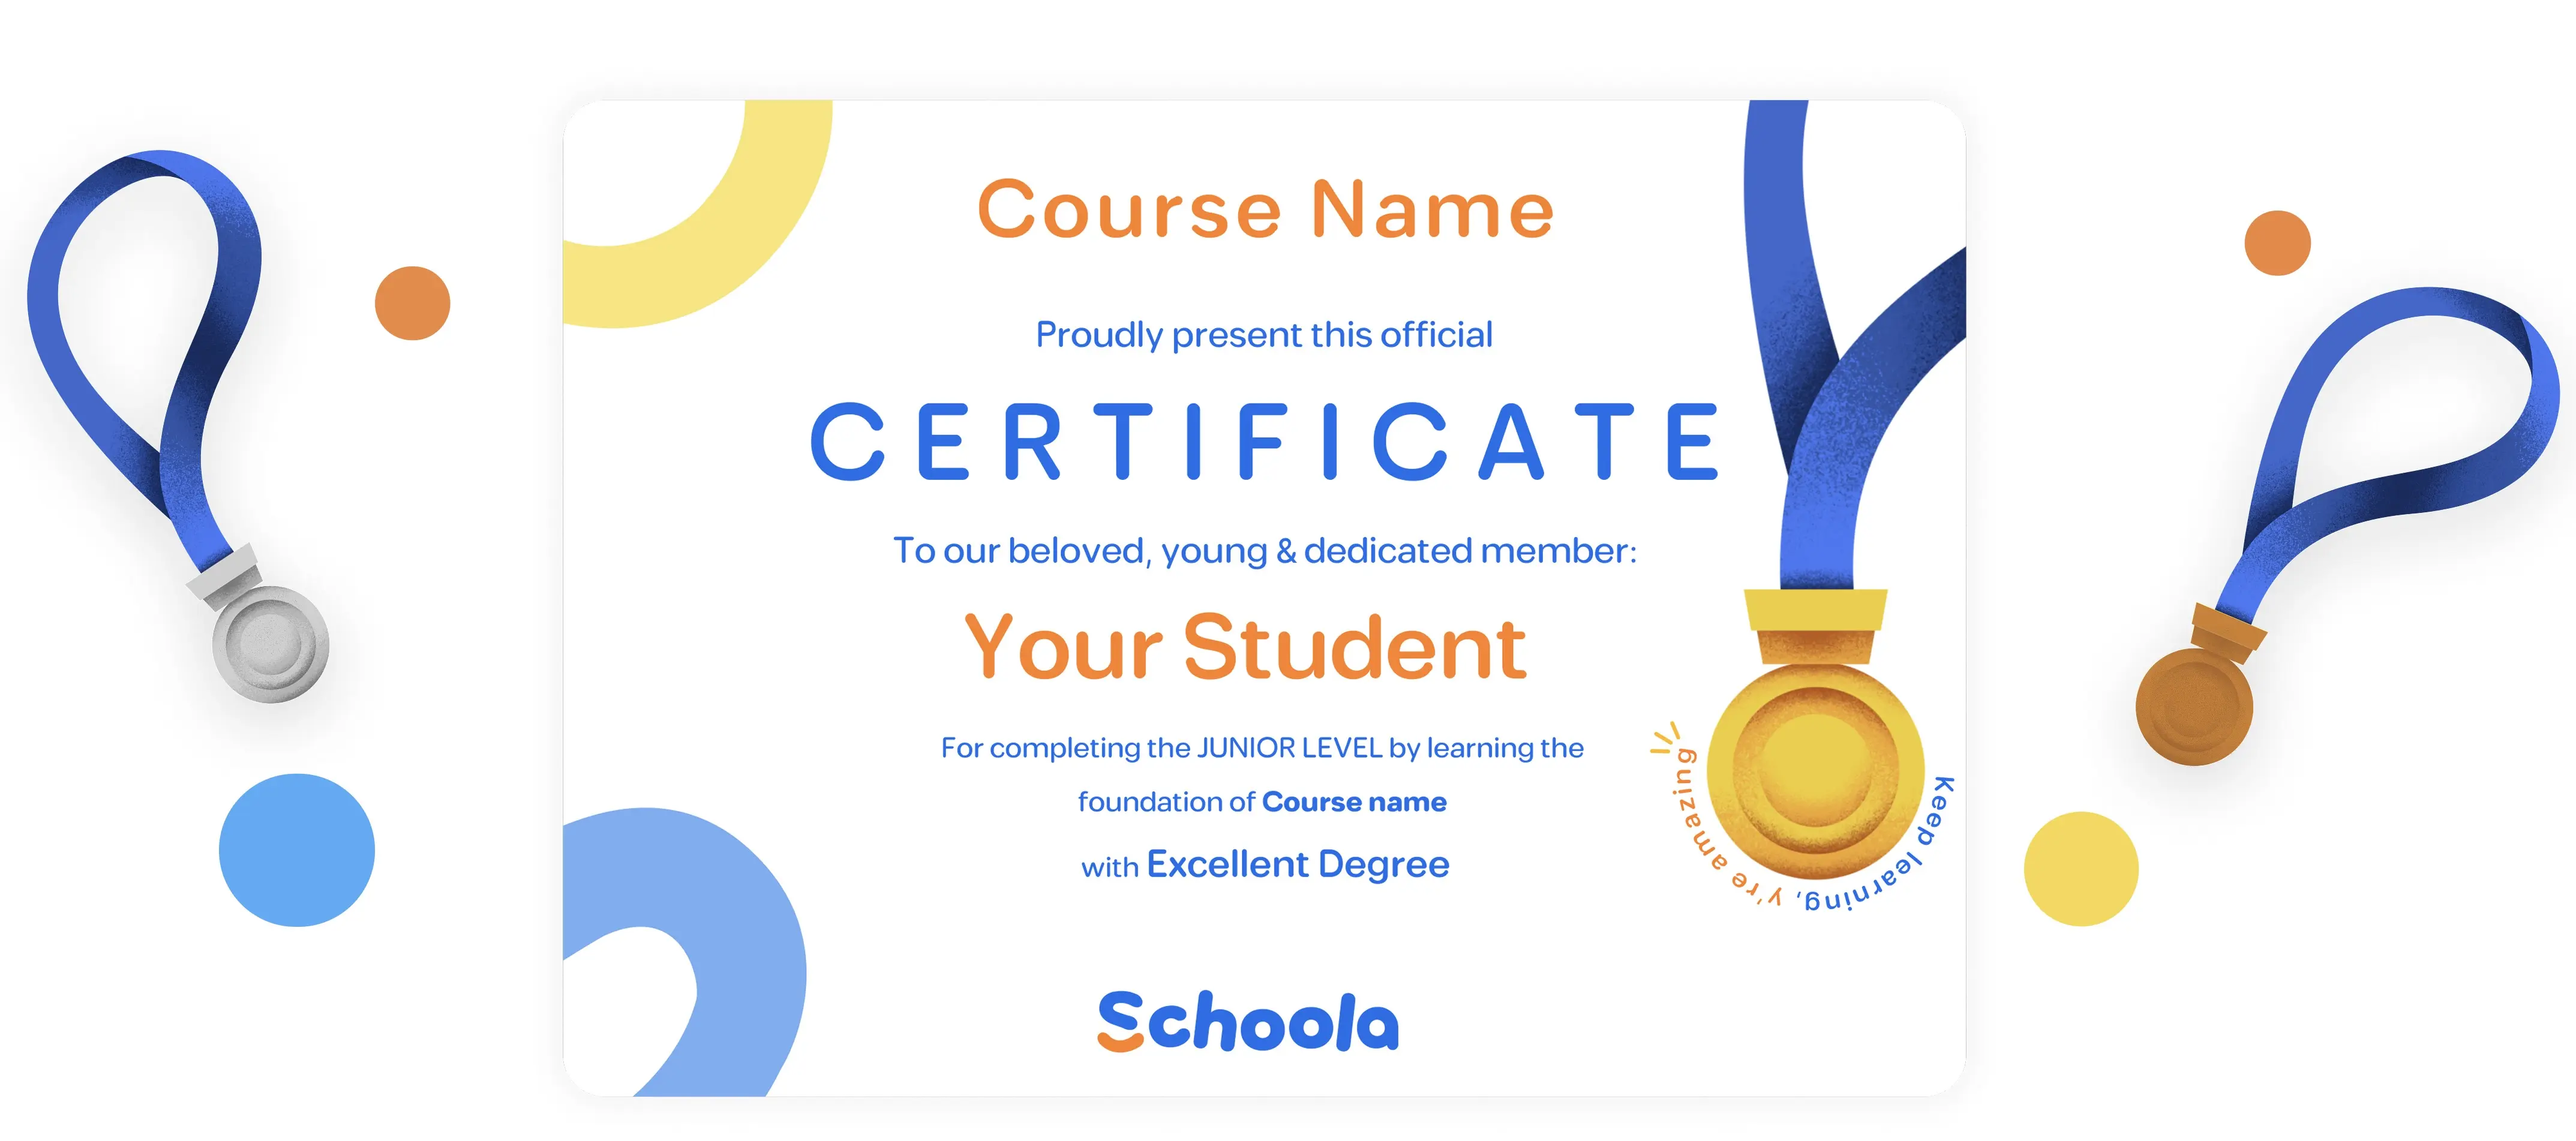 Course Name
Proudly present this official
CERTIFICATE
To our beloved, young & dedicated member:
Your Student
For completing the JUNIOR LEVEL by learning the
foundation of Course name
with Excellent Degree
Keep learning, y're amazing
Schoola